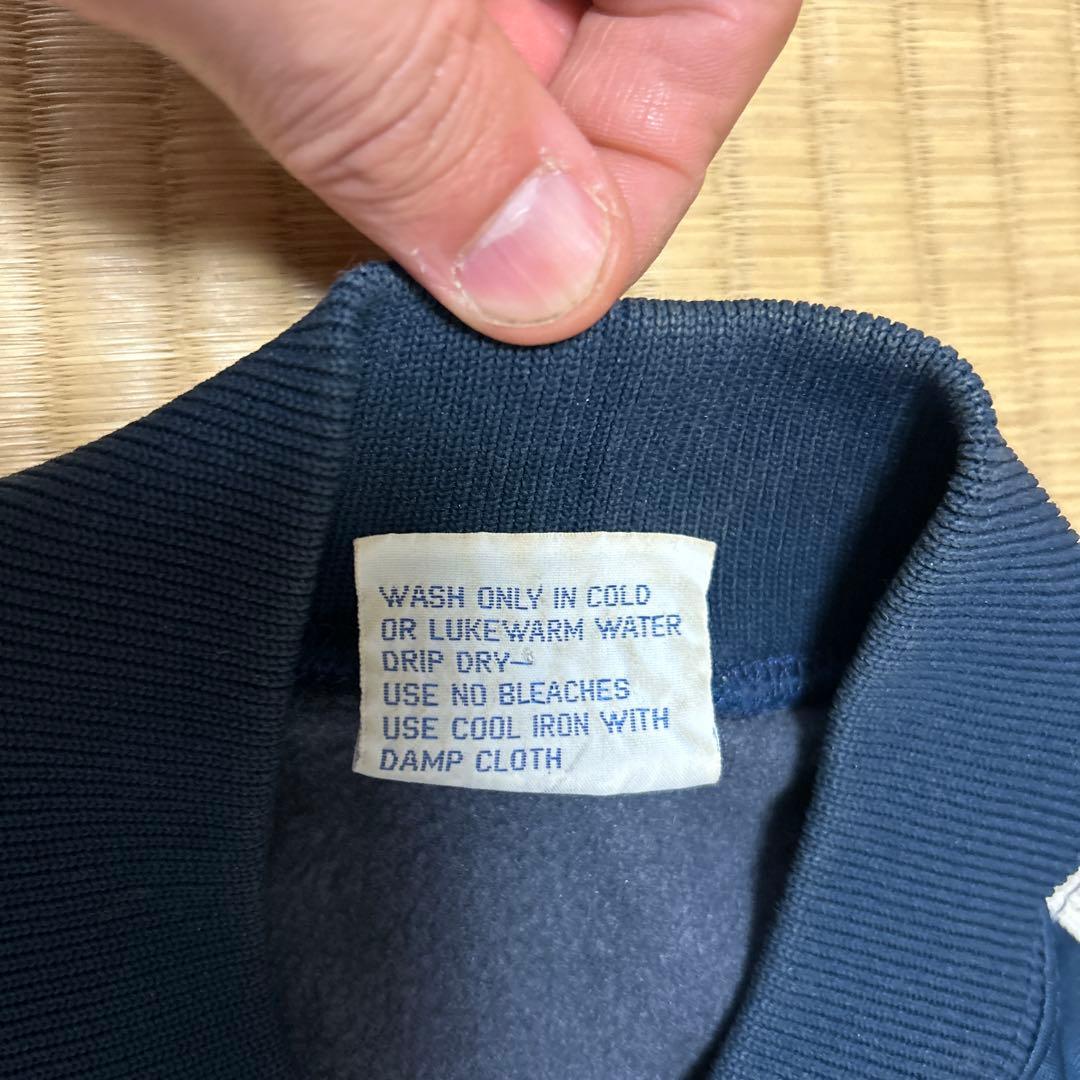 WASH ONLY IN COLD
OR LUKEWARM WATER
DRIP DRY-
USE NO BLEACHES
USE COOL IRON WITH
DAMP CLOTH